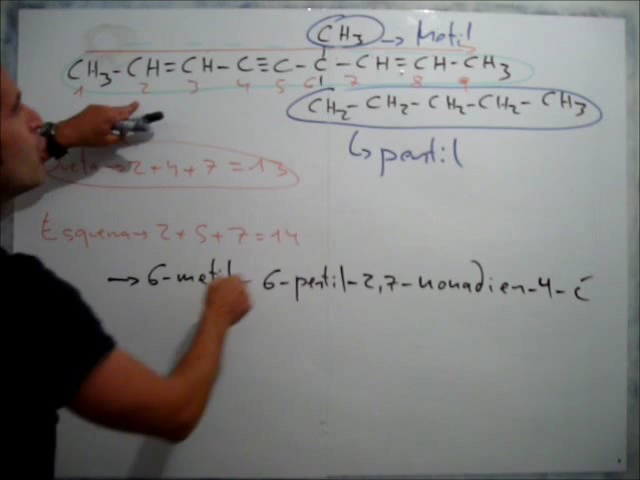 CH3 → Metil
CH3-CH=CH-C≡C-C-CH=CH-CH3
1 2 3 4 5 6 7 8 9
CH2-CH2-CH2-CH2-CH3
↳ pentil
→ 2+4+7=13
Esquena → 2+5+7=14
→ 6-metil- 6-pentil-2,7-nonadien-4-i